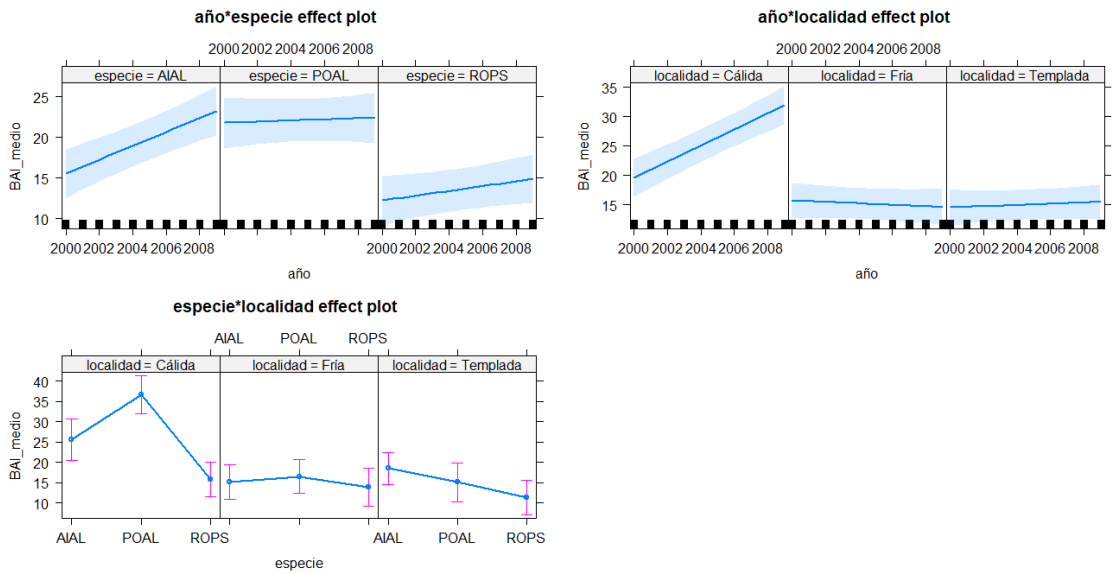 año*especie effect plot
2000 2002 2004 2006 2008
especie = AIAL especie = POAL especie = ROPS
BAI_medio
25
20
15
10
2000 2002 2004 2006 2008 2000 2002 2004 2006 2008
año
año*localidad effect plot
2000 2002 2004 2006 2008
localidad = Cálida localidad = Fría localidad = Templada
BAI_medio
35
30
25
20
15
2000 2002 2004 2006 2008 2000 2002 2004 2006 2008
año
especie*localidad effect plot
AIAL POAL ROPS
localidad = Cálida localidad = Fría localidad = Templada
BAI_medio
40
35
30
25
20
15
10
AIAL POAL ROPS AIAL POAL ROPS
especie